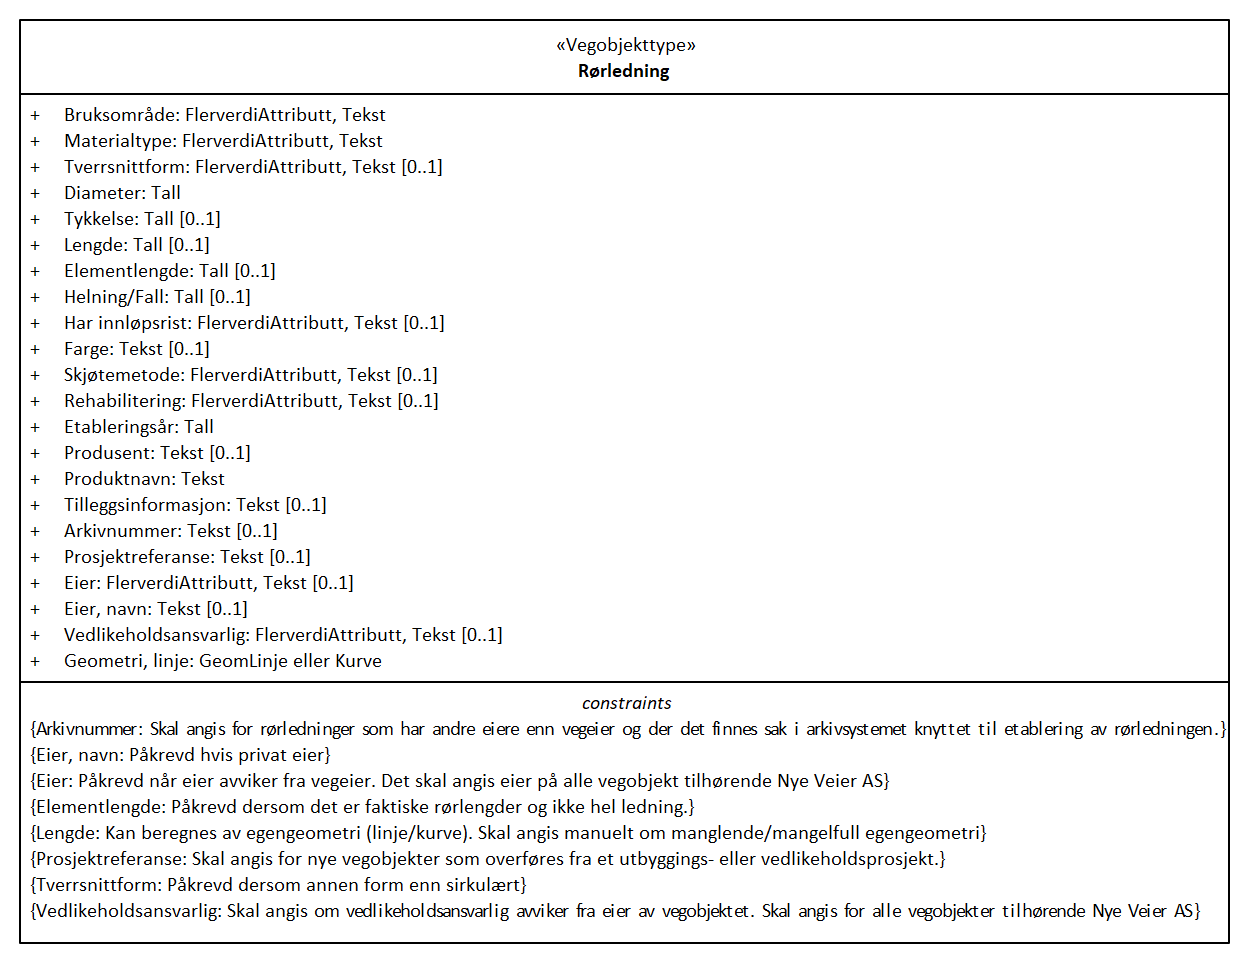 «Vegobjekttype»
Rørledning
+ Bruksområde: FlerverdiAttributt, Tekst
+ Materialtype: FlerverdiAttributt, Tekst
+ Tverrsnittform: FlerverdiAttributt, Tekst [0..1]
+ Diameter: Tall
+ Tykkelse: Tall [0..1]
+ Lengde: Tall [0..1]
+ Elementlengde: Tall [0..1]
+ Helning/Fall: Tall [0..1]
+ Har innløpsrist: FlerverdiAttributt, Tekst [0..1]
+ Farge: Tekst [0..1]
+ Skjøtemetode: FlerverdiAttributt, Tekst [0..1]
+ Rehabilitering: FlerverdiAttributt, Tekst [0..1]
+ Etableringsår: Tall
+ Produsent: Tekst [0..1]
+ Produktnavn: Tekst
+ Tilleggsinformasjon: Tekst [0..1]
+ Arkivnummer: Tekst [0..1]
+ Prosjektreferanse: Tekst [0..1]
+ Eier: FlerverdiAttributt, Tekst [0..1]
+ Eier, navn: Tekst [0..1]
+ Vedlikeholdsansvarlig: FlerverdiAttributt, Tekst [0..1]
+ Geometri, linje: GeomLinje eller Kurve
constraints
{Arkivnummer: Skal angis for rørledninger som har andre eiere enn vegeier og der det finnes sak i arkivsystemet knyttet til etablering av rørledningen.}
{Eier, navn: Påkrevd hvis privat eier}
{Eier: Påkrevd når eier avviker fra vegeier. Det skal angis eier på alle vegobjekt tilhørende Nye Veier AS}
{Elementlengde: Påkrevd dersom det er faktiske rørlengder og ikke hel ledning.}
{Lengde: Kan beregnes av egengeometri (linje/kurve). Skal angis manuelt om manglende/mangelfull egengeometri}
{Prosjektreferanse: Skal angis for nye vegobjekter som overføres fra et utbyggings- eller vedlikeholdsprosjekt.}
{Tverrsnittform: Påkrevd dersom annen form enn sirkulært}
{Vedlikeholdsansvarlig: Skal angis om vedlikeholdsansvarlig avviker fra eier av vegobjektet. Skal angis for alle vegobjekter tilhørende Nye Veier AS}